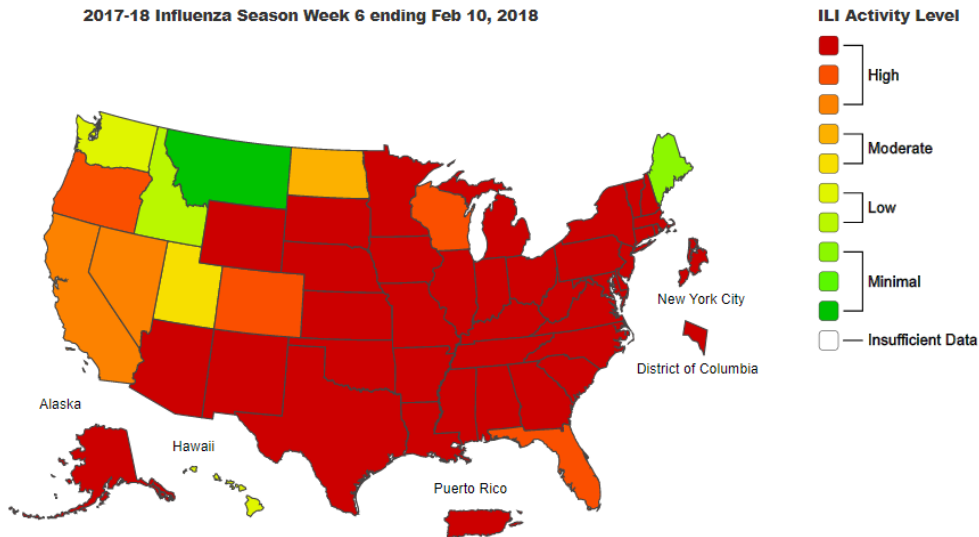 2017-18 Influenza Season Week 6 ending Feb 10, 2018
ILI Activity Level
High
Moderate
Low
Minimal
Insufficient Data
New York City
District of Columbia
Alaska
Hawaii
Puerto Rico